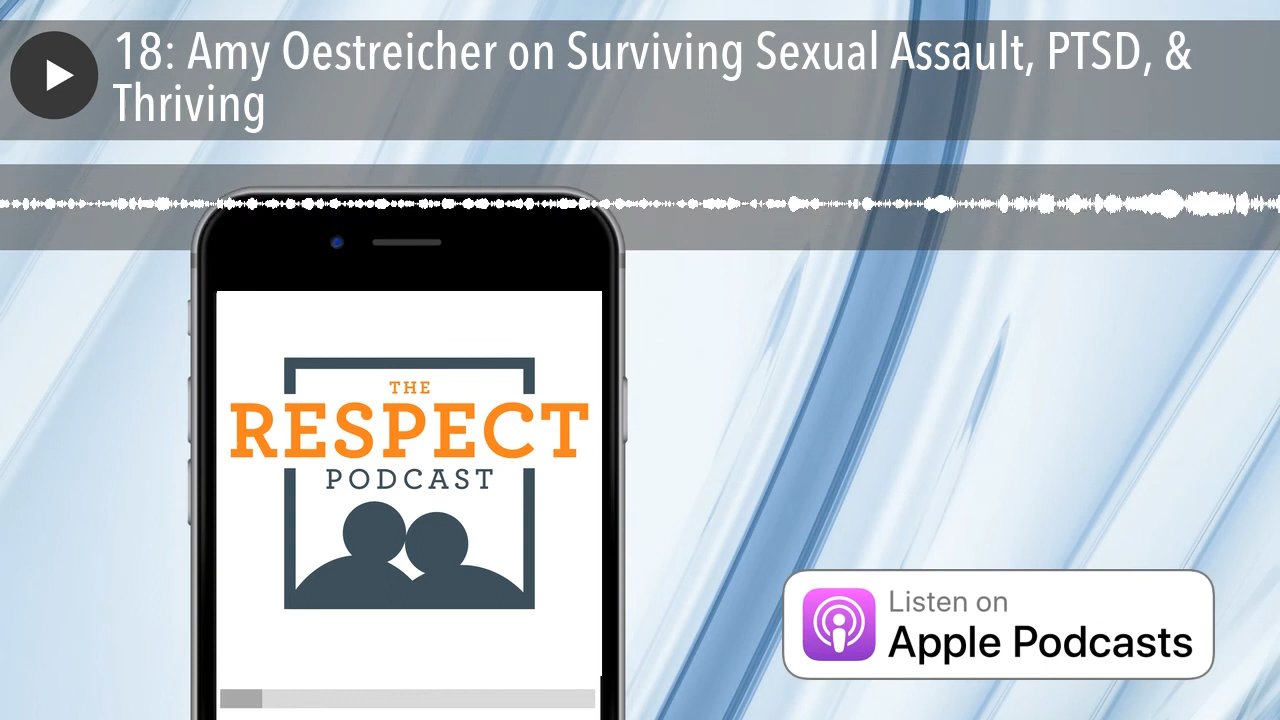 18: Amy Oestreicher on Surviving Sexual Assault, PTSD, &
Thriving
THE
RESPECT
PODCAST
Listen on
Apple Podcasts